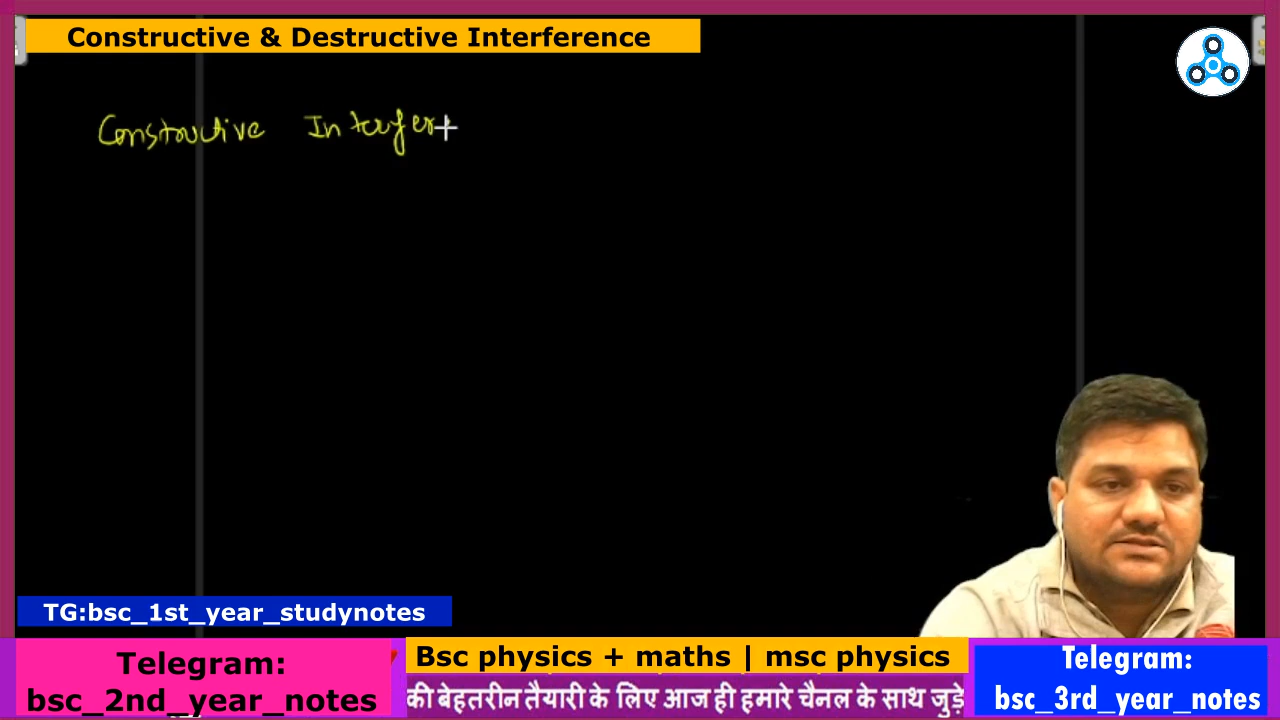 Constructive & Destructive Interference
Constructive Interfer
TG:bsc_1st_year_studynotes
Telegram:
bsc_2nd_year_notes
Bsc physics + maths | msc physics
की बेहतरीन तैयारी के लिए आज ही हमारे चैनल के साथ जुड़े
Telegram:
bsc_3rd_year_notes